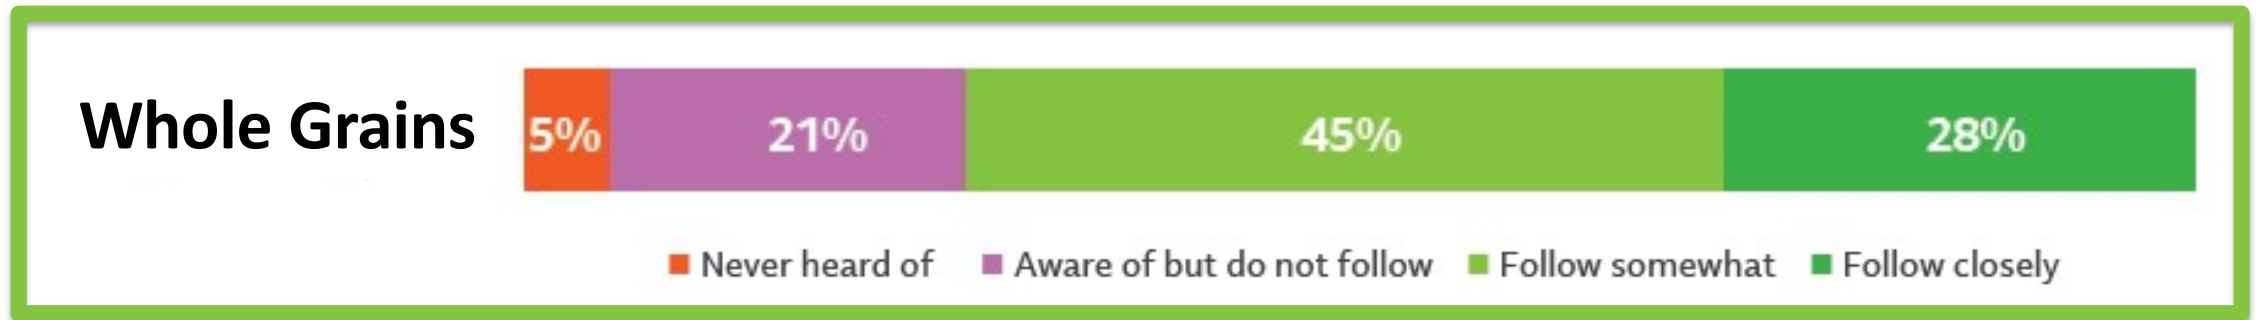 Whole Grains 5% 21% 45% 28%
Never heard of Aware of but do not follow Follow somewhat Follow closely